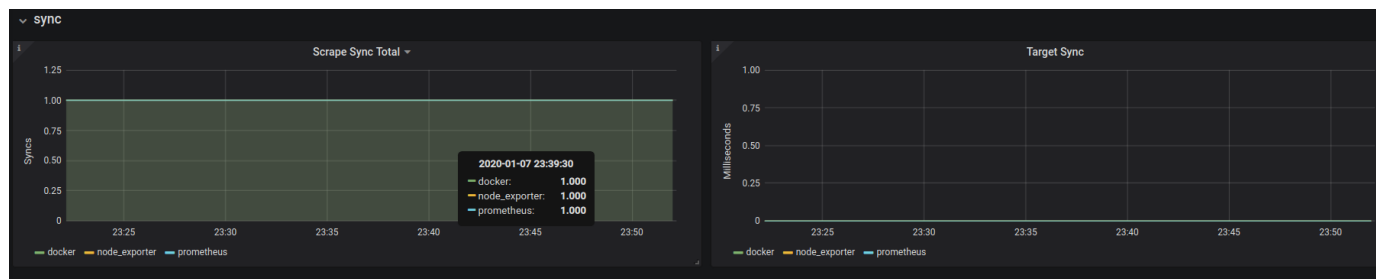 sync
i
Scrape Sync Total
1.25
1.00
0.75
0.50
0.25
0
Syncs
23:25 23:30 23:35 23:40 23:45 23:50
docker node_exporter prometheus
2020-01-07 23:39:30
docker: 1.000
node_exporter: 1.000
prometheus: 1.000
i
Target Sync
1.00
0.75
0.50
0.25
0
Milliseconds
23:25 23:30 23:35 23:40 23:45 23:50
docker node_exporter prometheus